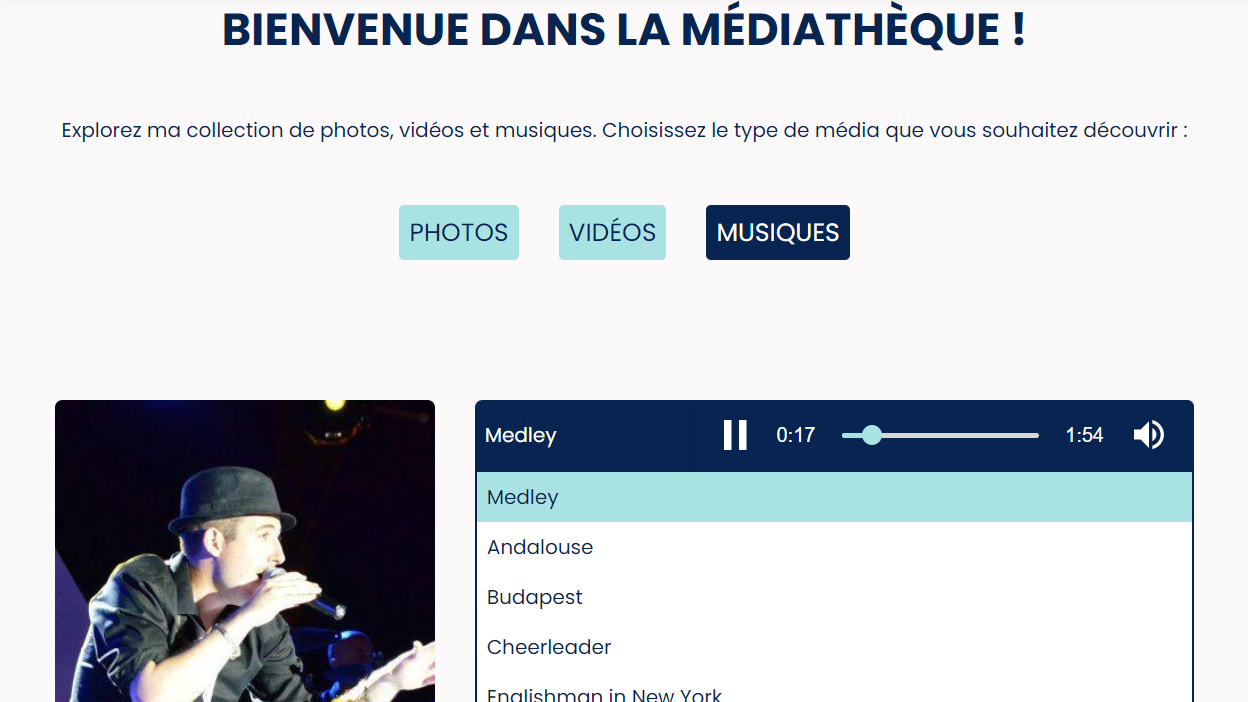 BIENVENUE DANS LA MÉDIATHÈQUE !
Explorez ma collection de photos, vidéos et musiques. Choisissez le type de média que vous souhaitez découvrir :
PHOTOS VIDÉOS MUSIQUES
Medley 0:17 1:54
Medley
Andalouse
Budapest
Cheerleader
Englishman in New York